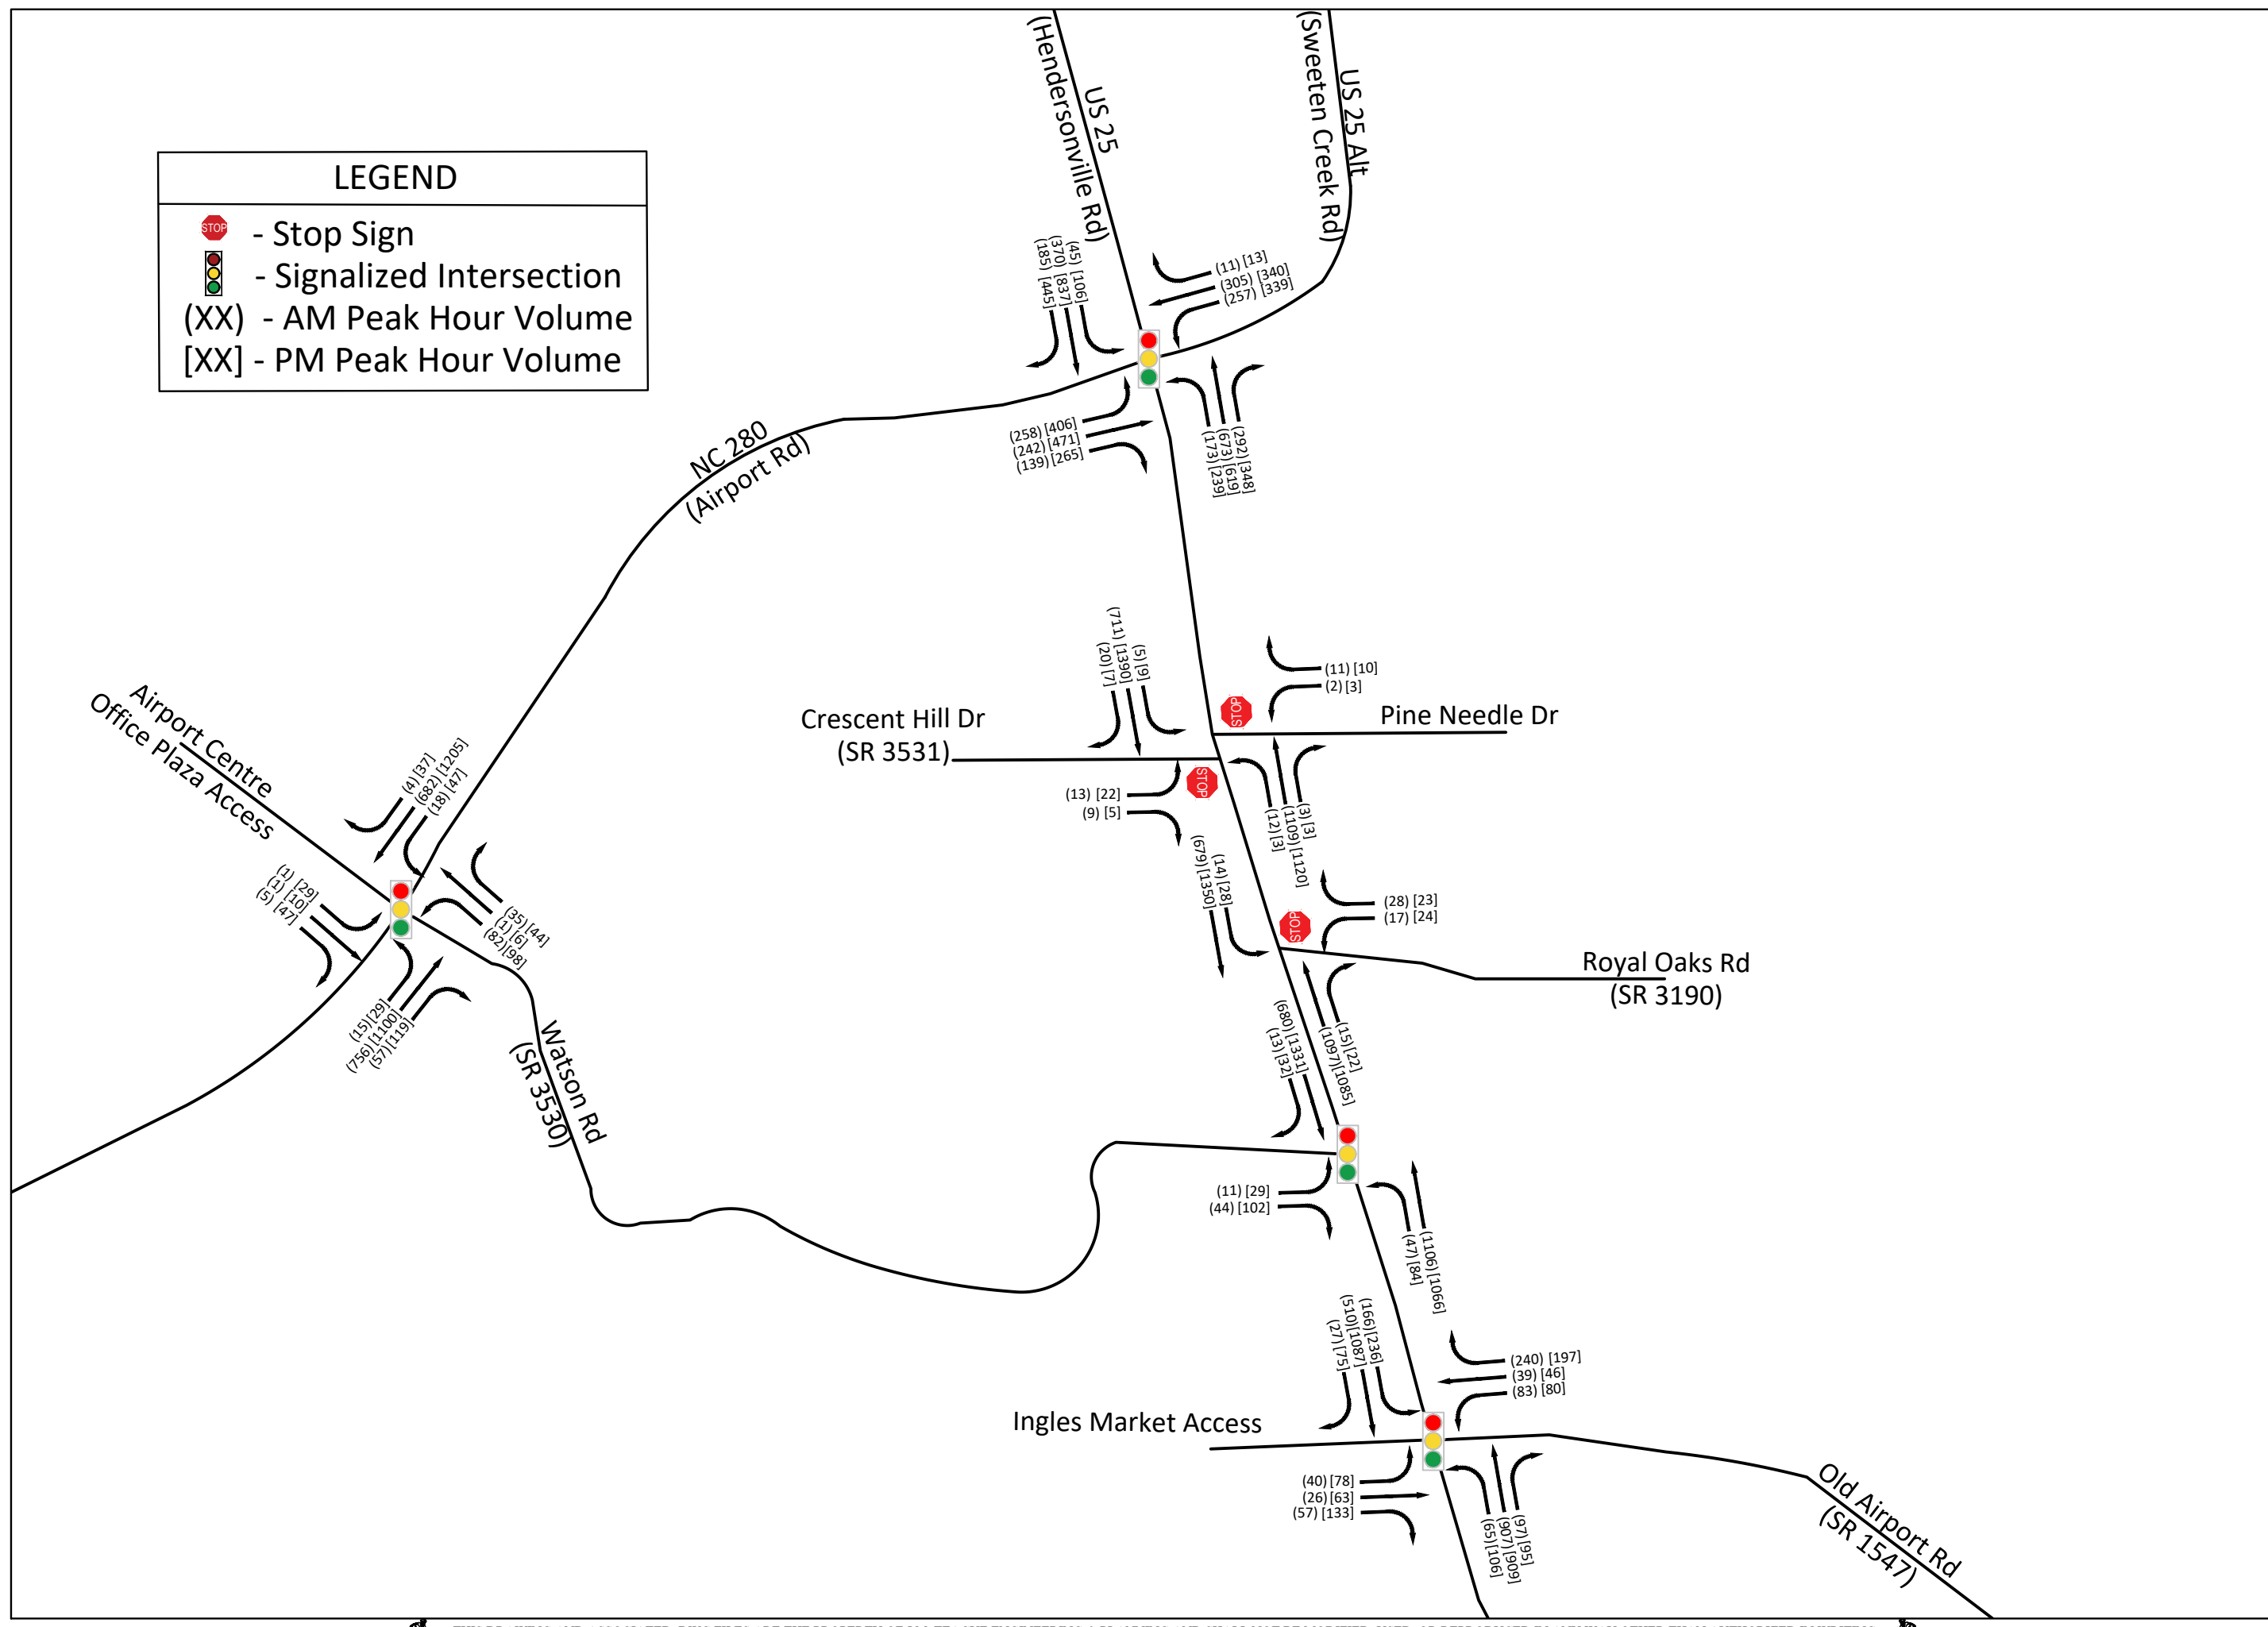 LEGEND
STOP - Stop Sign
- Signalized Intersection
(XX) - AM Peak Hour Volume
[XX] - PM Peak Hour Volume
US 25
(Hendersonville Rd)
US 25 Alt
(Sweeten Creek Rd)
(185) [445]
(370) [837]
(45) [106]
(11) [13]
(305) [340]
(257) [339]
(258) [406]
(242) [471]
(139) [265]
(173) [239]
(673) [619]
(292) [348]
NC 280
(Airport Rd)
(20) [7]
(711) [1390]
(5) [9]
(11) [10]
(2) [3]
STOP
Pine Needle Dr
Crescent Hill Dr
(SR 3531)
STOP
(13) [22]
(9) [5]
(12) [3]
(1109) [1120]
(3) [3]
Airport Centre
Office Plaza Access
(4) [37]
(682) [1205]
(18) [47]
(1) [29]
(1) [10]
(5) [47]
(35) [44]
(1) [6]
(82) [98]
(15) [29]
(756) [1100]
(57) [119]
Watson Rd
(SR 3530)
(679) [1350]
(14) [28]
(28) [23]
(17) [24]
STOP
Royal Oaks Rd
(SR 3190)
(1097) [1085]
(15) [22]
(13) [32]
(680) [1331]
(11) [29]
(44) [102]
(47) [84]
(1106) [1066]
(27) [75]
(510) [1087]
(166) [236]
(240) [197]
(39) [46]
(83) [80]
Ingles Market Access
(40) [78]
(26) [63]
(57) [133]
(65) [106]
(907) [909]
(97) [95]
Old Airport Rd
(SR 1547)